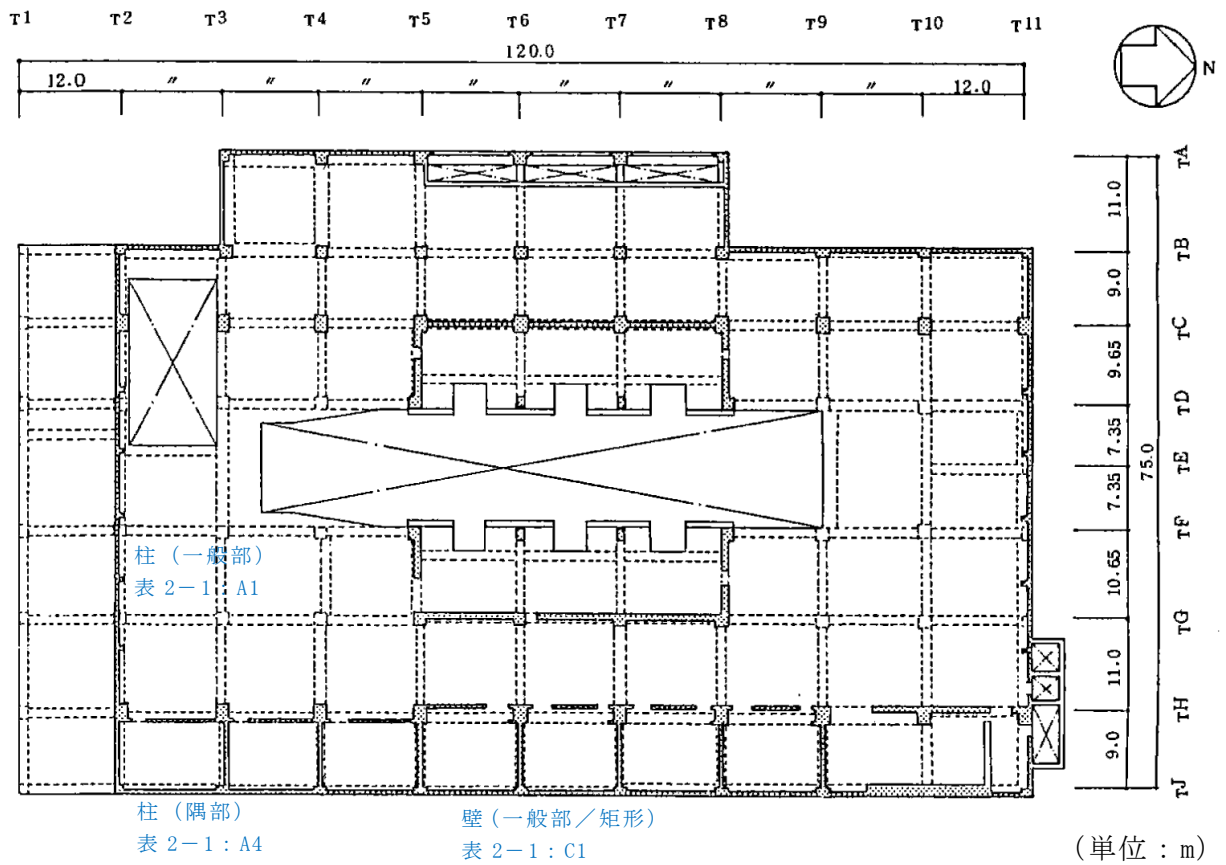 T1 T2 T3 T4 T5 T6 T7 T8 T9 T10 T11
120.0
12.0 〃 〃 〃 〃 〃 〃 〃 〃 12.0
N
TA
11.0
TB
9.0
TC
9.65
TD
7.35
TE
75.0
7.35
TF
10.65
TG
11.0
TH
9.0
TJ
柱（一般部）
表 2－1：A1
柱（隅部）
表 2－1：A4
壁（一般部／矩形）
表 2－1：C1
(単位：m)